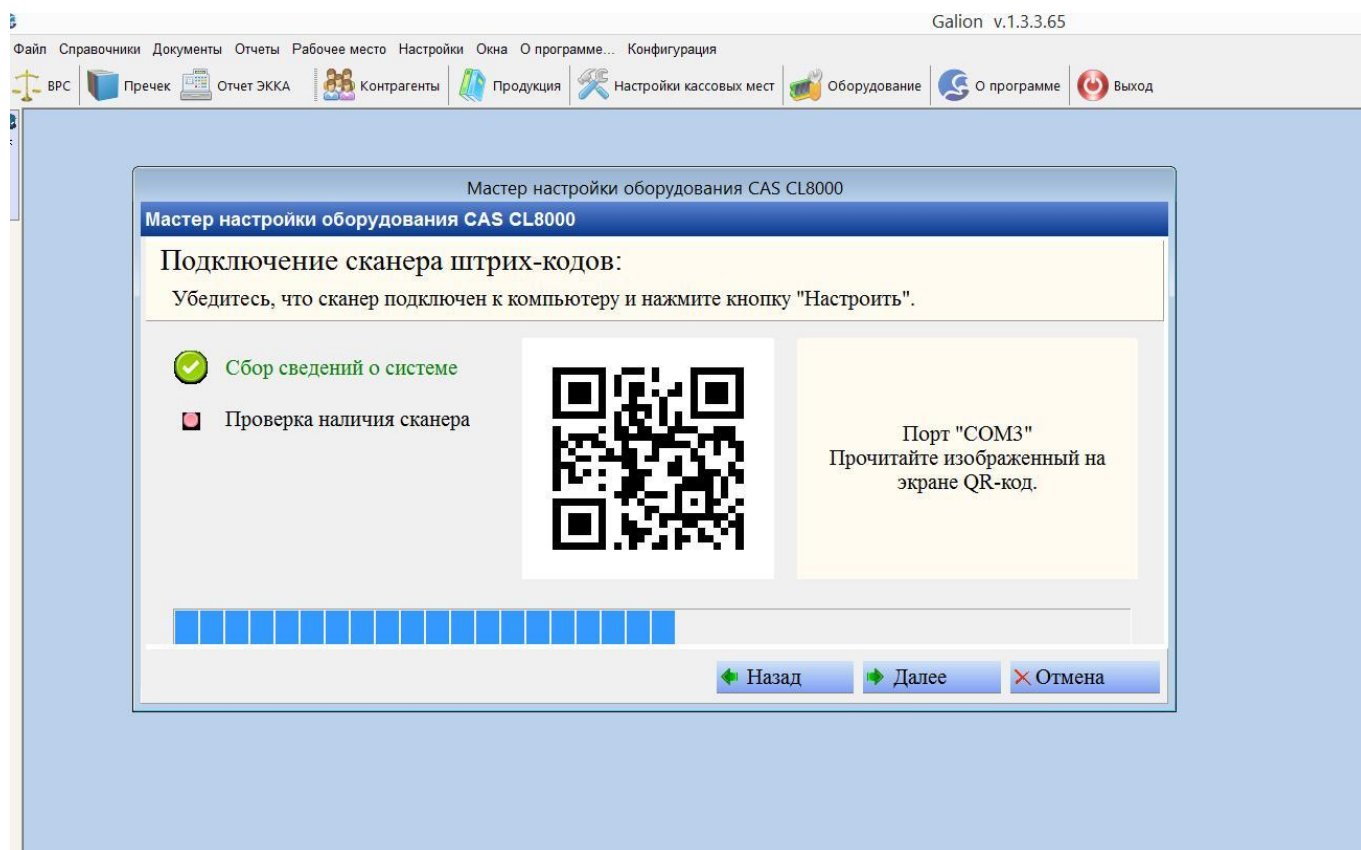 Galion v.1.3.3.65
Файл Справочники Документы Отчеты Рабочее место Настройки Окна О программе... Конфигурация
ВРС Пречек Отчет ЭККА Контрагенты Продукция Настройки кассовых мест Оборудование О программе Выход
Мастер настройки оборудования CAS CL8000
Мастер настройки оборудования CAS CL8000
Подключение сканера штрих-кодов:
Убедитесь, что сканер подключен к компьютеру и нажмите кнопку "Настроить".
Сбор сведений о системе
Проверка наличия сканера
Порт "COM3"
Прочитайте изображенный на
экране QR-код.
Назад Далее Отмена